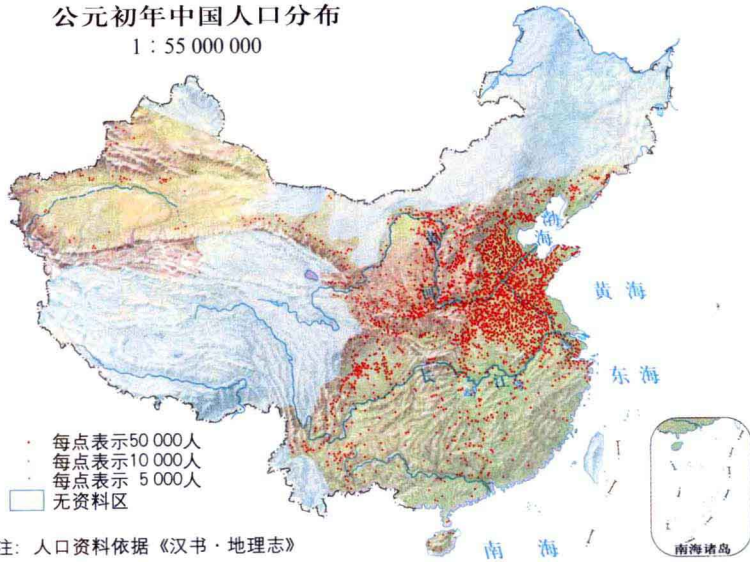 公元初年中国人口分布
1：55 000 000
渤
海
黄 海
东 海
每点表示50 000人
每点表示10 000人
每点表示 5 000人
无资料区
注: 人口资料依据《汉书·地理志》
南 海
南海诸岛